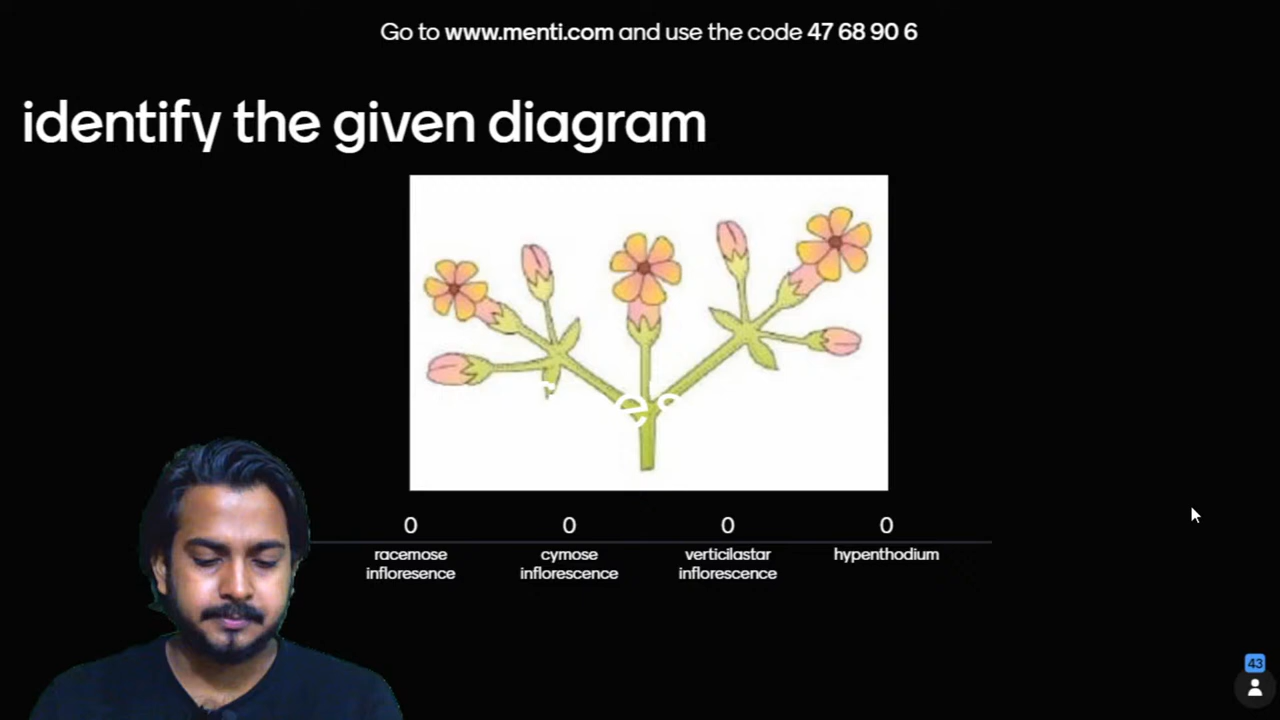 Go to www.menti.com and use the code 47 68 90 6
identify the given diagram
0 0 0 0
racemose infloresence
cymose inflorescence
verticilastar inflorescence
hypenthodium
43